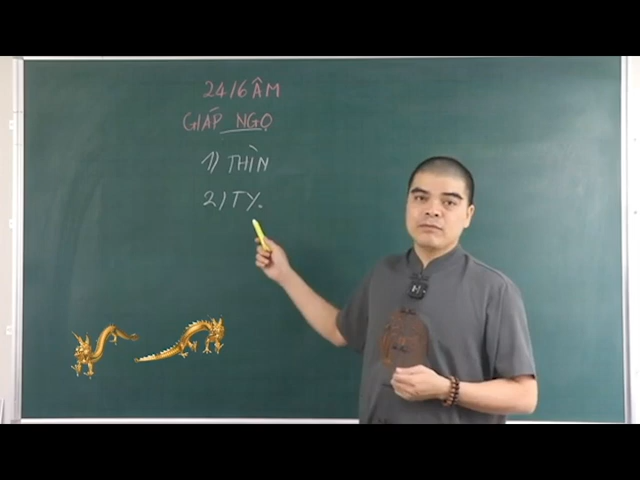 24/6 ÂM
GIÁP NGỌ
1) THÌN
2) TỴ.